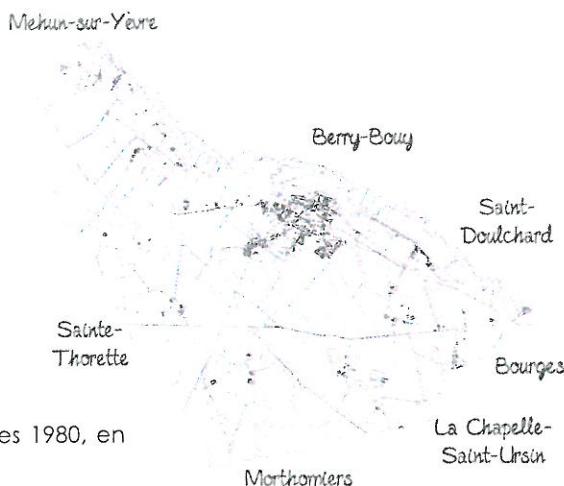 Mehun-sur-Yèvre
Berry-Bouy
Saint-
Doulchard
Sainte-
Thorette
Bourges
es 1980, en
La Chapelle-
Saint-Ursin
Morthomiers